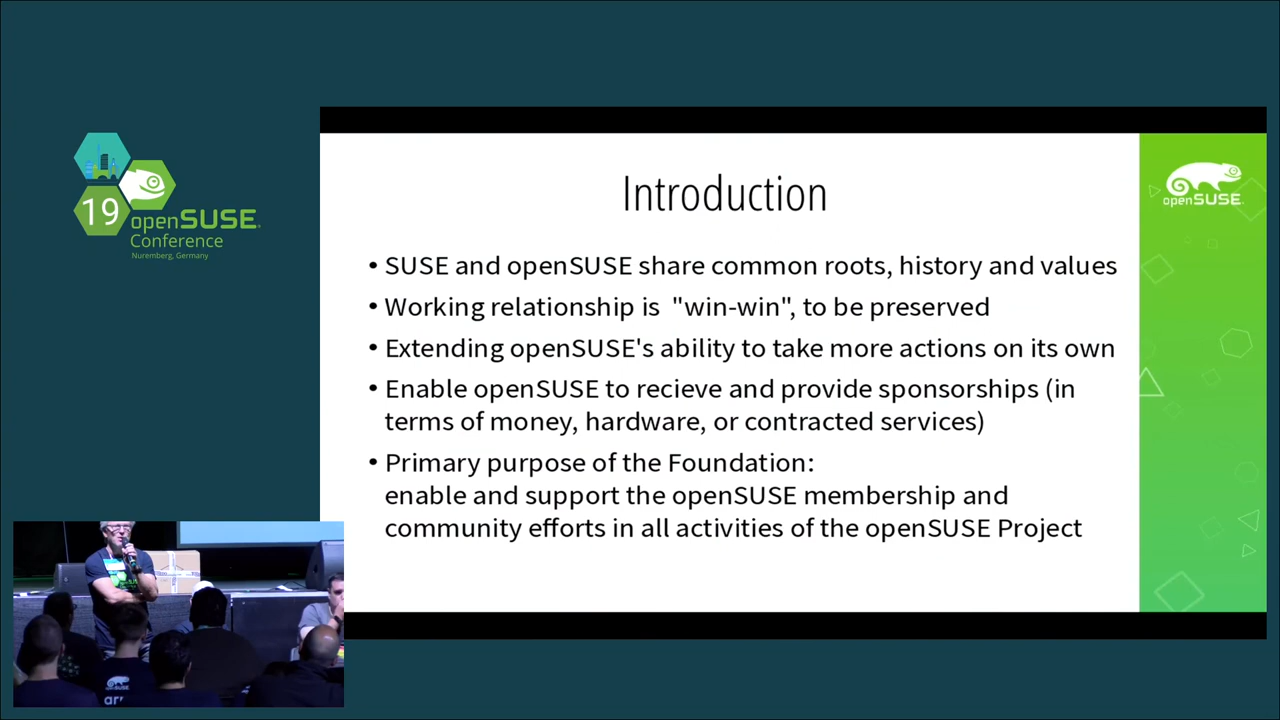 19
openSUSE
Conference
Nuremberg, Germany
openSUSE
Introduction
• SUSE and openSUSE share common roots, history and values
• Working relationship is "win-win", to be preserved
• Extending openSUSE's ability to take more actions on its own
• Enable openSUSE to recieve and provide sponsorships (in
terms of money, hardware, or contracted services)
• Primary purpose of the Foundation:
enable and support the openSUSE membership and
community efforts in all activities of the openSUSE Project